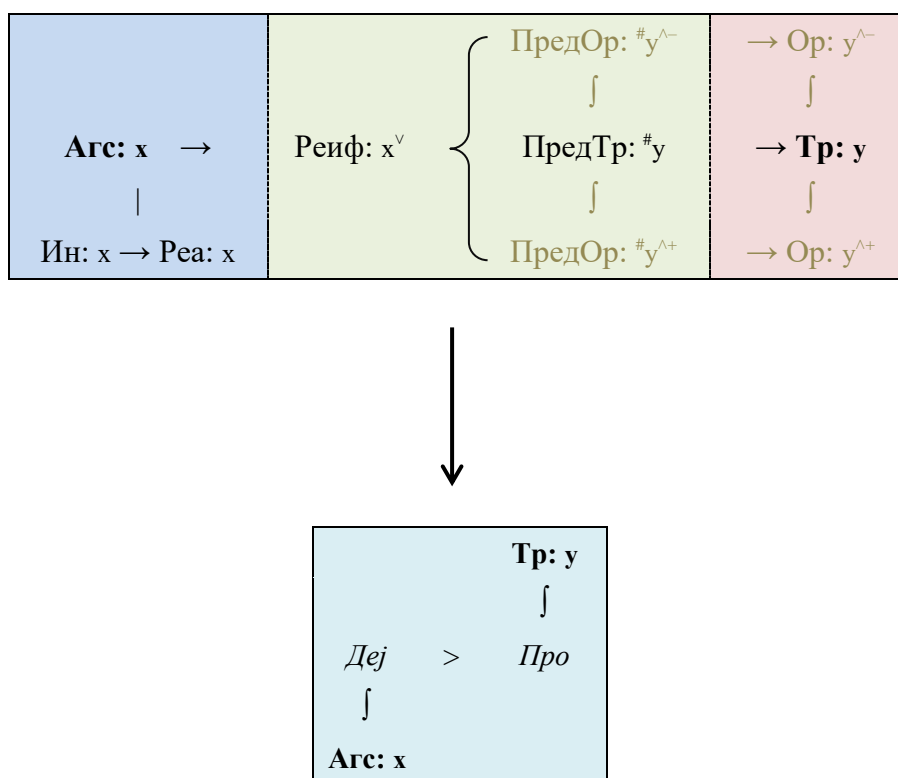 ПредОр: #y^– → Ор: y^–
∫ ∫
Агс: x → Реиф: x˅ { ПредТр: #y → Тр: y
| ∫ ∫
Ин: x → Реа: x ПредОр: #y^+ → Ор: y^+
Тр: y
∫
Деј > Про
∫
Агс: x